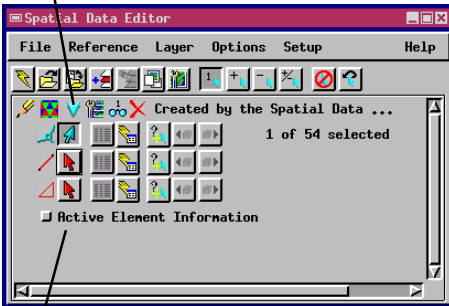 Spatial Data Editor
File Reference Layer Options Setup Help
1
Created by the Spatial Data ...
1 of 54 selected
Active Element Information